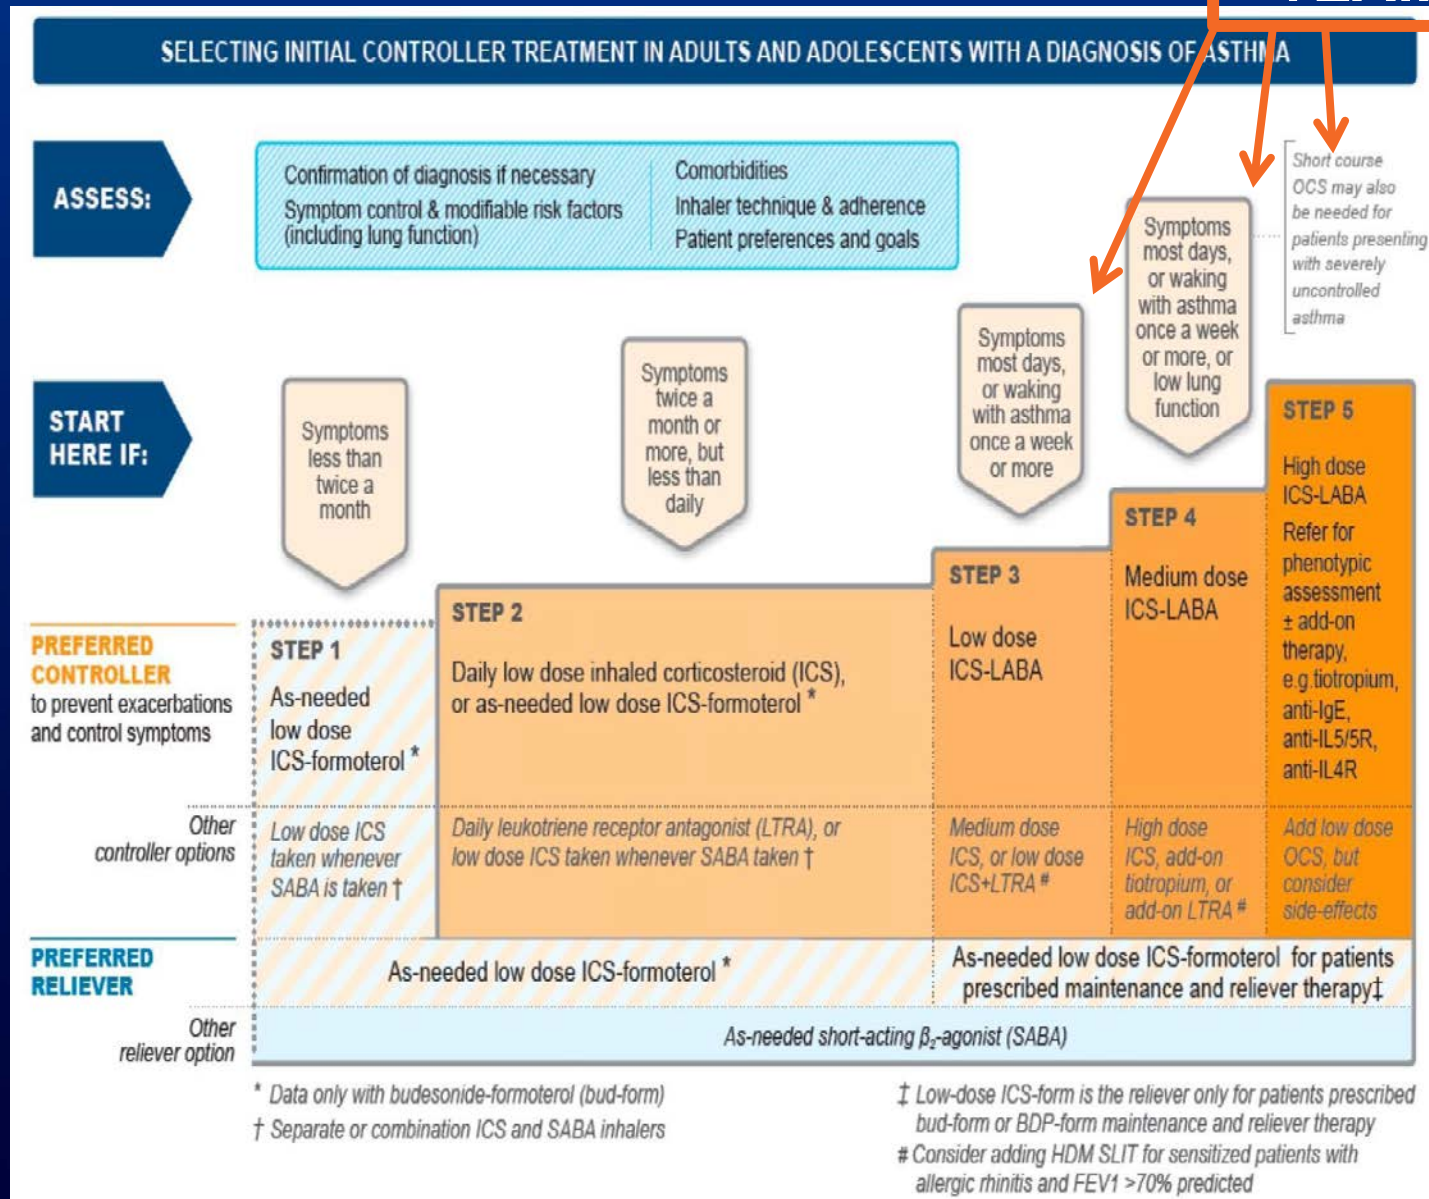 SELECTING INITIAL CONTROLLER TREATMENT IN ADULTS AND ADOLESCENTS WITH A DIAGNOSIS OF ASTHMA
ASSESS:
Confirmation of diagnosis if necessary
Symptom control & modifiable risk factors
(including lung function)
Comorbidities
Inhaler technique & adherence
Patient preferences and goals
Short course
OCS may also
be needed for
patients presenting
with severely
uncontrolled
asthma
START
HERE IF:
Symptoms
less than
twice a
month
Symptoms
twice a
month or
more, but
less than
daily
Symptoms
most days,
or waking
with asthma
once a week
or more
Symptoms
most days,
or waking
with asthma
once a week
or more, or
low lung
function
PREFERRED
CONTROLLER
to prevent exacerbations
and control symptoms
STEP 1
As-needed
low dose
ICS-formoterol *
STEP 2
Daily low dose inhaled corticosteroid (ICS),
or as-needed low dose ICS-formoterol *
STEP 3
Low dose
ICS-LABA
STEP 4
Medium dose
ICS-LABA
STEP 5
High dose
ICS-LABA
Refer for
phenotypic
assessment
± add-on
therapy,
e.g.tiotropium,
anti-IgE,
anti-IL5/5R,
anti-IL4R
Other
controller options
Low dose ICS
taken whenever
SABA is taken †
Daily leukotriene receptor antagonist (LTRA), or
low dose ICS taken whenever SABA taken †
Medium dose
ICS, or low dose
ICS+LTRA #
High dose
ICS, add-on
tiotropium, or
add-on LTRA #
Add low dose
OCS, but
consider
side-effects
PREFERRED
RELIEVER
As-needed low dose ICS-formoterol *
As-needed low dose ICS-formoterol for patients
prescribed maintenance and reliever therapy‡
Other
reliever option
As-needed short-acting β₂-agonist (SABA)
* Data only with budesonide-formoterol (bud-form)
† Separate or combination ICS and SABA inhalers
‡ Low-dose ICS-form is the reliever only for patients prescribed
bud-form or BDP-form maintenance and reliever therapy
# Consider adding HDM SLIT for sensitized patients with
allergic rhinitis and FEV1 >70% predicted